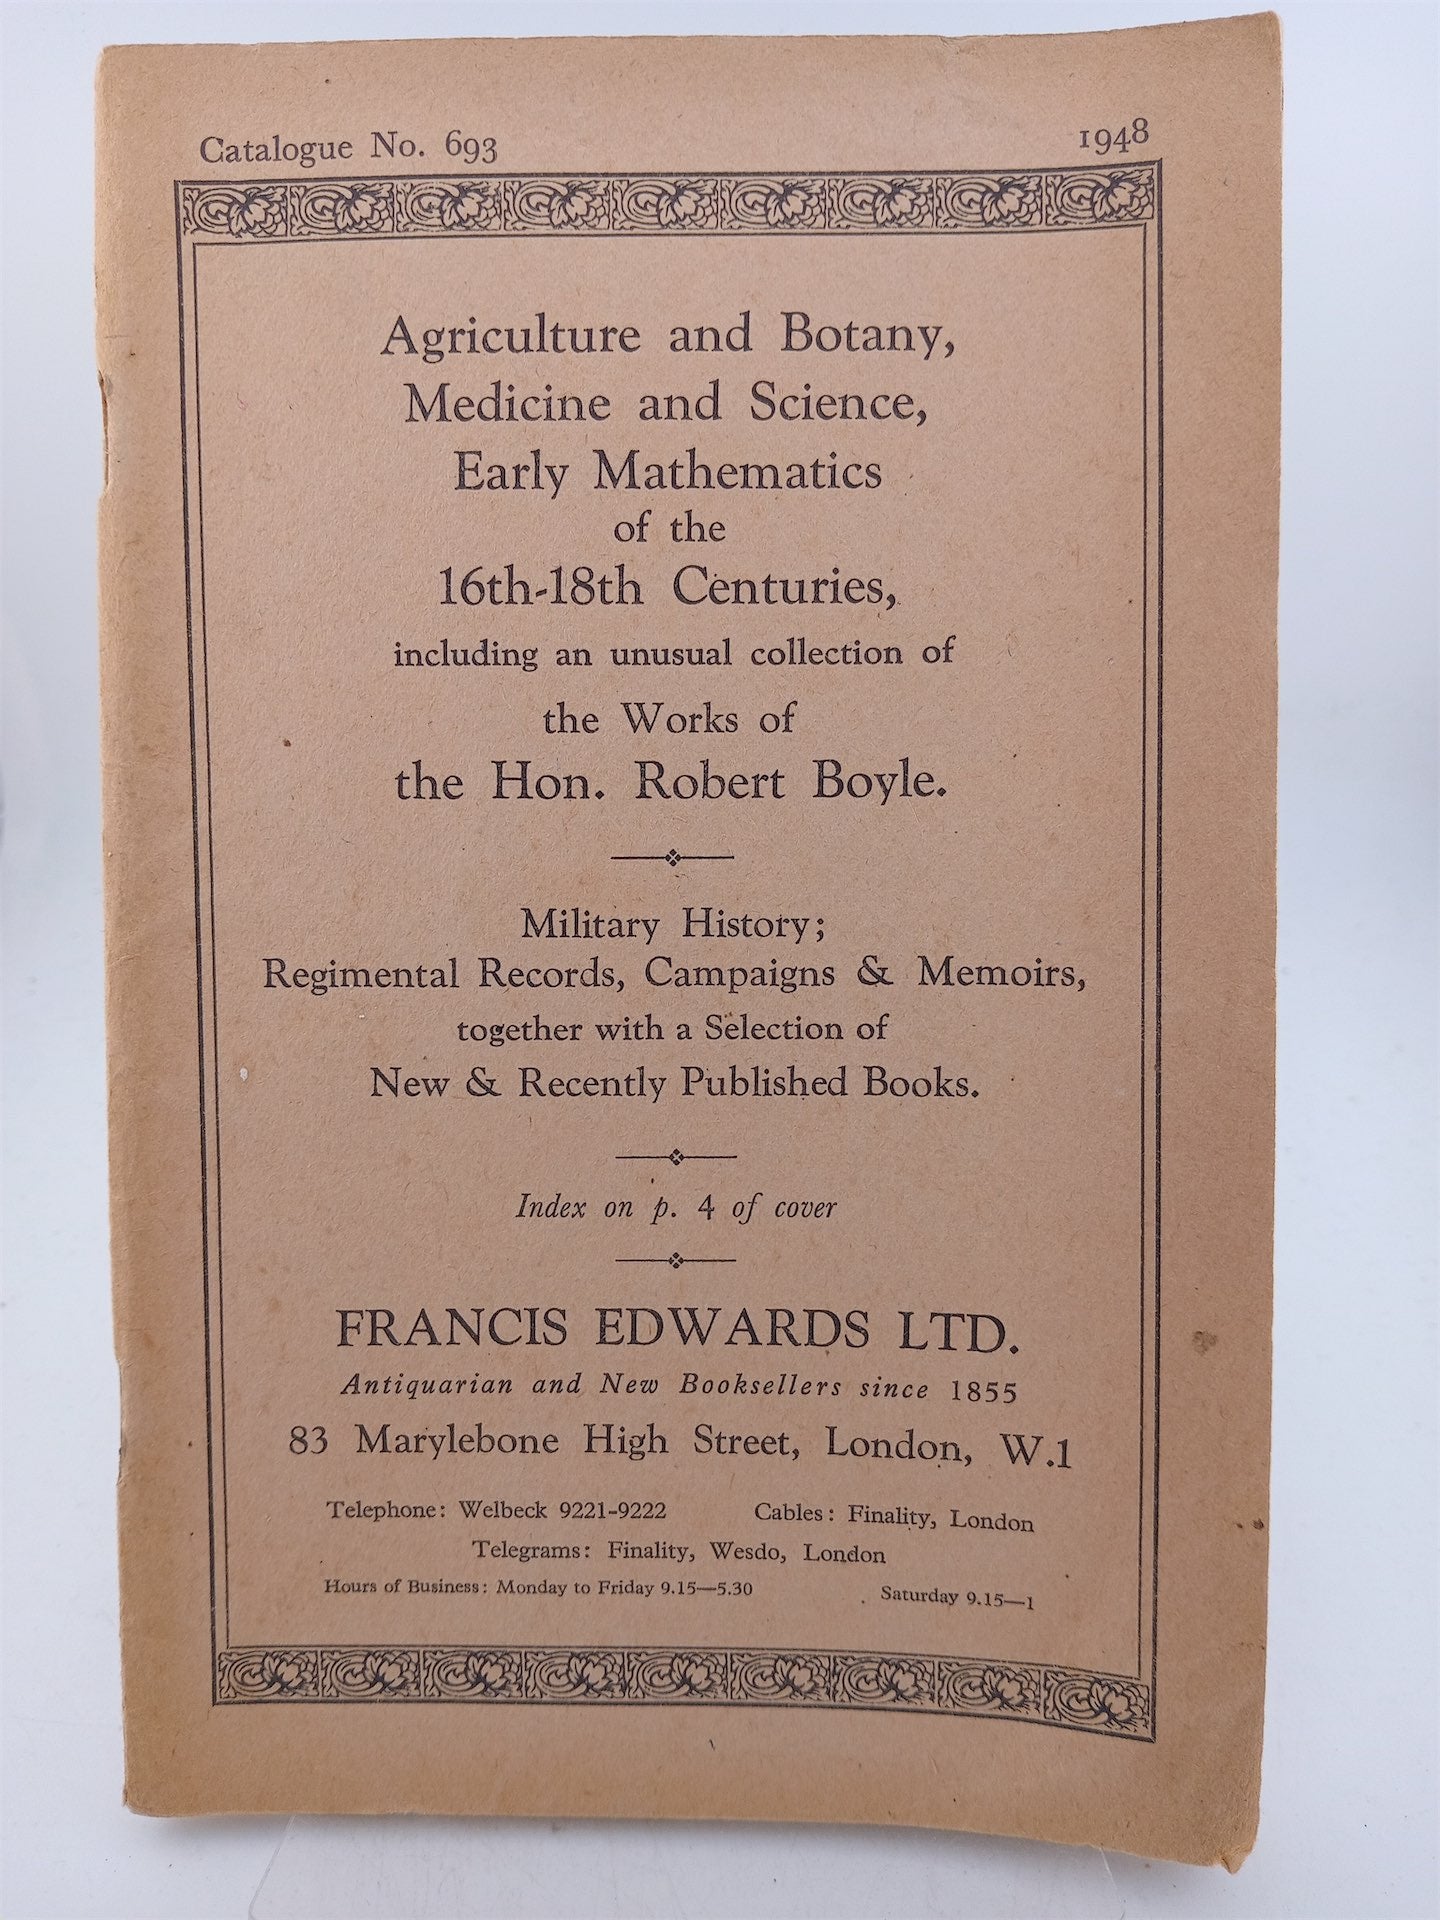 Catalogue No. 693 1948
Agriculture and Botany,
Medicine and Science,
Early Mathematics
of the
16th-18th Centuries,
including an unusual collection of
the Works of
the Hon. Robert Boyle.
Military History;
Regimental Records, Campaigns & Memoirs,
together with a Selection of
New & Recently Published Books.
Index on p. 4 of cover
FRANCIS EDWARDS LTD.
Antiquarian and New Booksellers since 1855
83 Marylebone High Street, London, W.1
Telephone: Welbeck 9221-9222 Cables: Finality, London
Telegrams: Finality, Wesdo, London
Hours of Business: Monday to Friday 9.15—5.30 Saturday 9.15—1